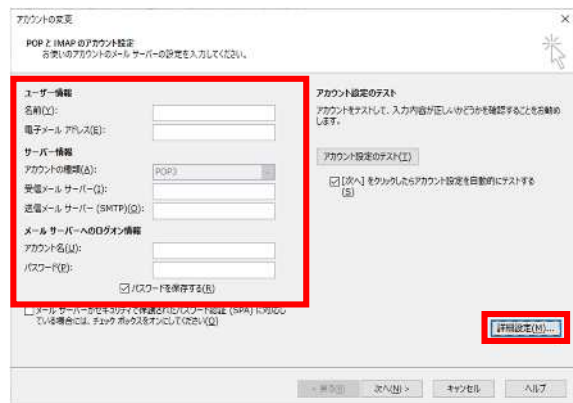 アカウントの変更
POP と IMAP のアカウント設定
お使いのアカウントのメール サーバーの設定を入力してください。
ユーザー情報
名前(Y):
電子メール アドレス(E):
サーバー情報
アカウントの種類(A):
POP3
受信メール サーバー(I):
送信メール サーバー (SMTP)(O):
メール サーバーへのログオン情報
アカウント名(U):
パスワード(P):
パスワードを保存する(R)
メール サーバーがセキュリティで保護されたパスワード認証 (SPA) に対応し
ている場合には、チェック ボックスをオンにしてください(Q)
アカウント設定のテスト
アカウントをテストして、入力内容が正しいかどうかを確認することをお勧め
します。
アカウント設定のテスト(T)
[次へ] をクリックしたらアカウント設定を自動的にテストする
(S)
詳細設定(M)...
< 戻る(B)
次へ(N) >
キャンセル
ヘルプ